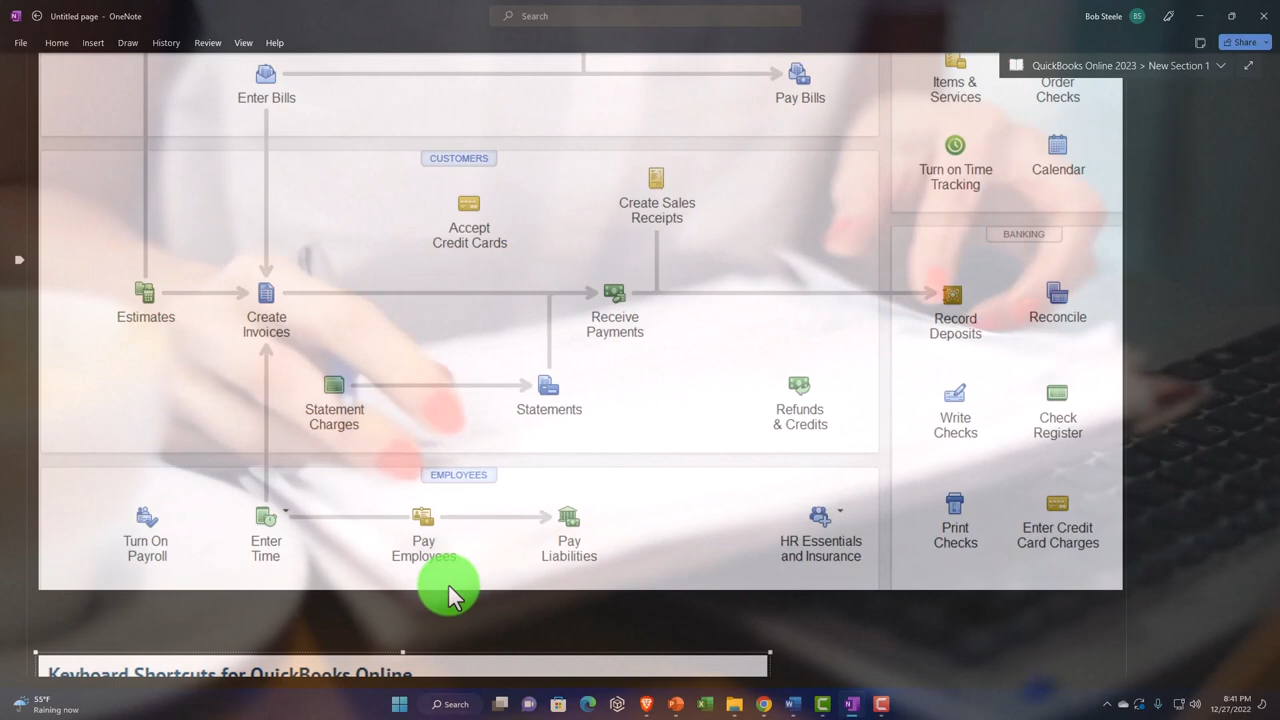 Untitled page - OneNote
Search
Bob Steele
BS
File
Home
Insert
Draw
History
Review
View
Help
Share
QuickBooks Online 2023 > New Section 1
Enter Bills
Pay Bills
Items &
Services
Order
Checks
CUSTOMERS
Create Sales
Receipts
Turn on Time
Tracking
Calendar
Accept
Credit Cards
BANKING
Estimates
Create
Invoices
Receive
Payments
Record
Deposits
Reconcile
Statement
Charges
Statements
Refunds
& Credits
Write
Checks
Check
Register
EMPLOYEES
Turn On
Payroll
Enter
Time
Pay
Employees
Pay
Liabilities
HR Essentials
and Insurance
Print
Checks
Enter Credit
Card Charges
Keyboard Shortcuts for QuickBooks Online
55°F
Raining now
Search
8:41 PM
12/27/2022